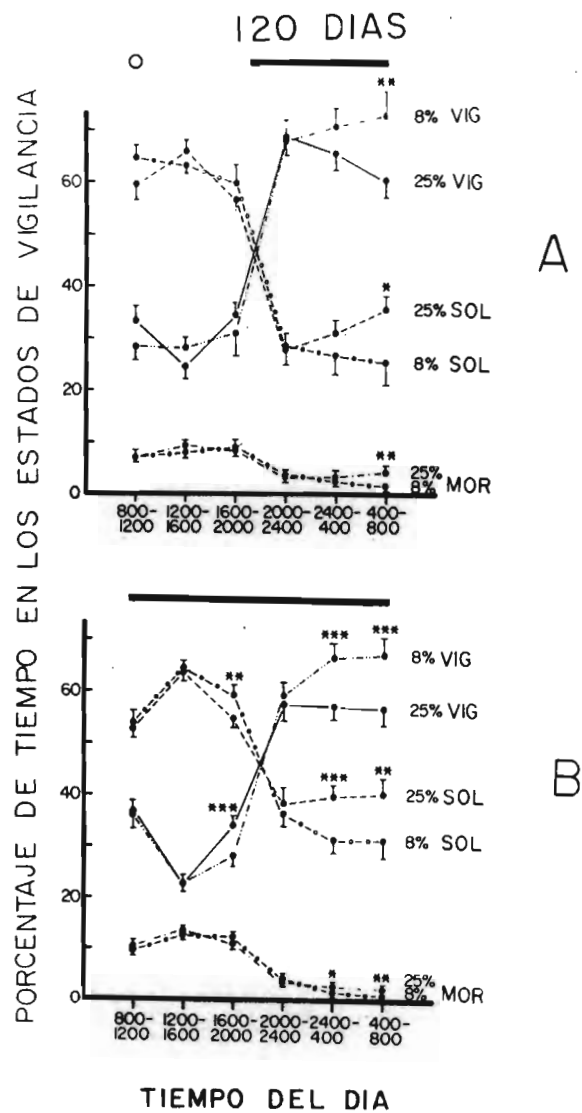 120 DIAS
PORCENTAJE DE TIEMPO EN LOS ESTADOS DE VIGILANCIA
A
**
8% VIG
60
25% VIG
40
*
25% SOL
8% SOL
20
**
25%
8% MOR
0
800-1200
1200-1600
1600-2000
2000-2400
2400-400
400-800
B
*** ***
8% VIG
**
60
25% VIG
*** **
25% SOL
40
***
8% SOL
20
* **
25%
8% MOR
0
800-1200
1200-1600
1600-2000
2000-2400
2400-400
400-800
TIEMPO DEL DIA